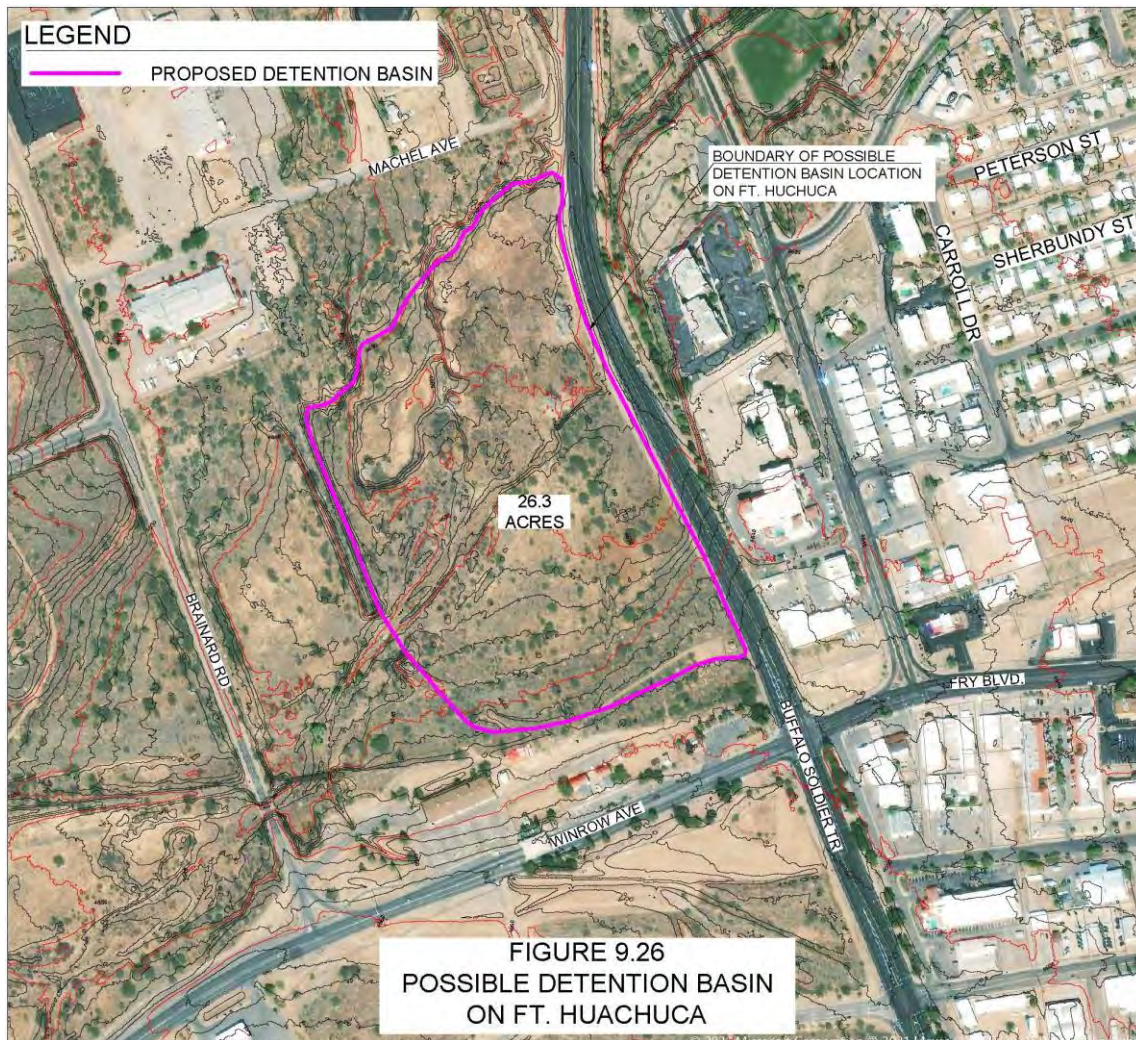 LEGEND
PROPOSED DETENTION BASIN
MACHEL AVE
BOUNDARY OF POSSIBLE
DETENTION BASIN LOCATION
ON FT. HUCHUCA
PETERSON ST
SHERBUNDY ST
CARROLL DR
26.3
ACRES
BRAINARD RD
FRY BLVD.
BUFFALO SOLDIER TR
WINROW AVE
FIGURE 9.26
POSSIBLE DETENTION BASIN
ON FT. HUACHUCA